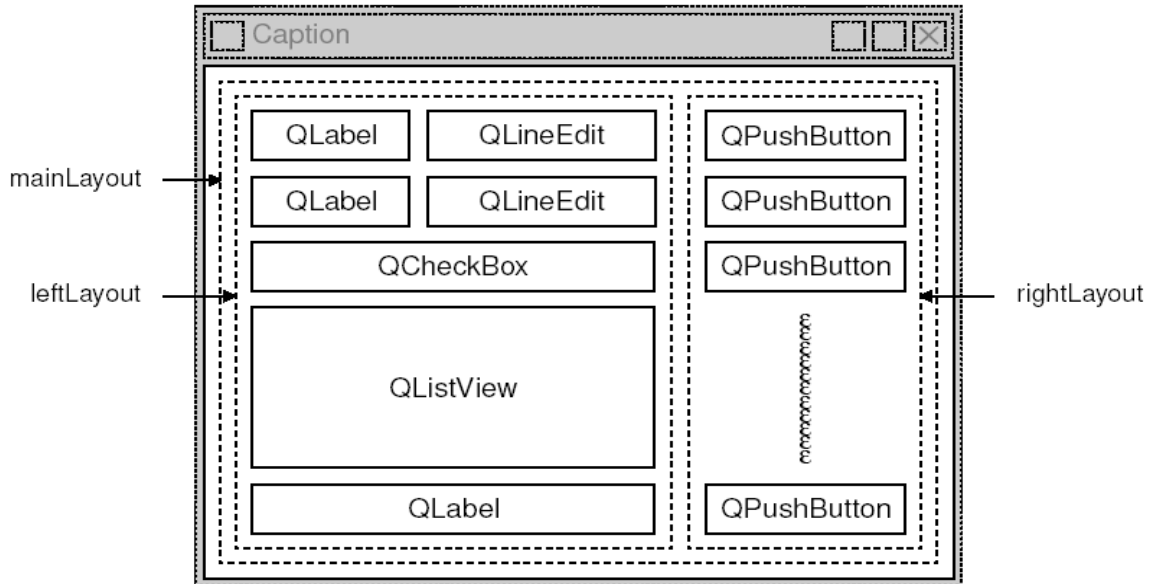 Caption
QLabel QLineEdit QPushButton
mainLayout
QLabel QLineEdit QPushButton
QCheckBox QPushButton
leftLayout
rightLayout
QListView
QLabel QPushButton